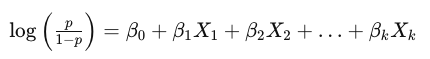 log(p/(1−p)) = β₀ + β₁X₁ + β₂X₂ + … + βₖXₖ